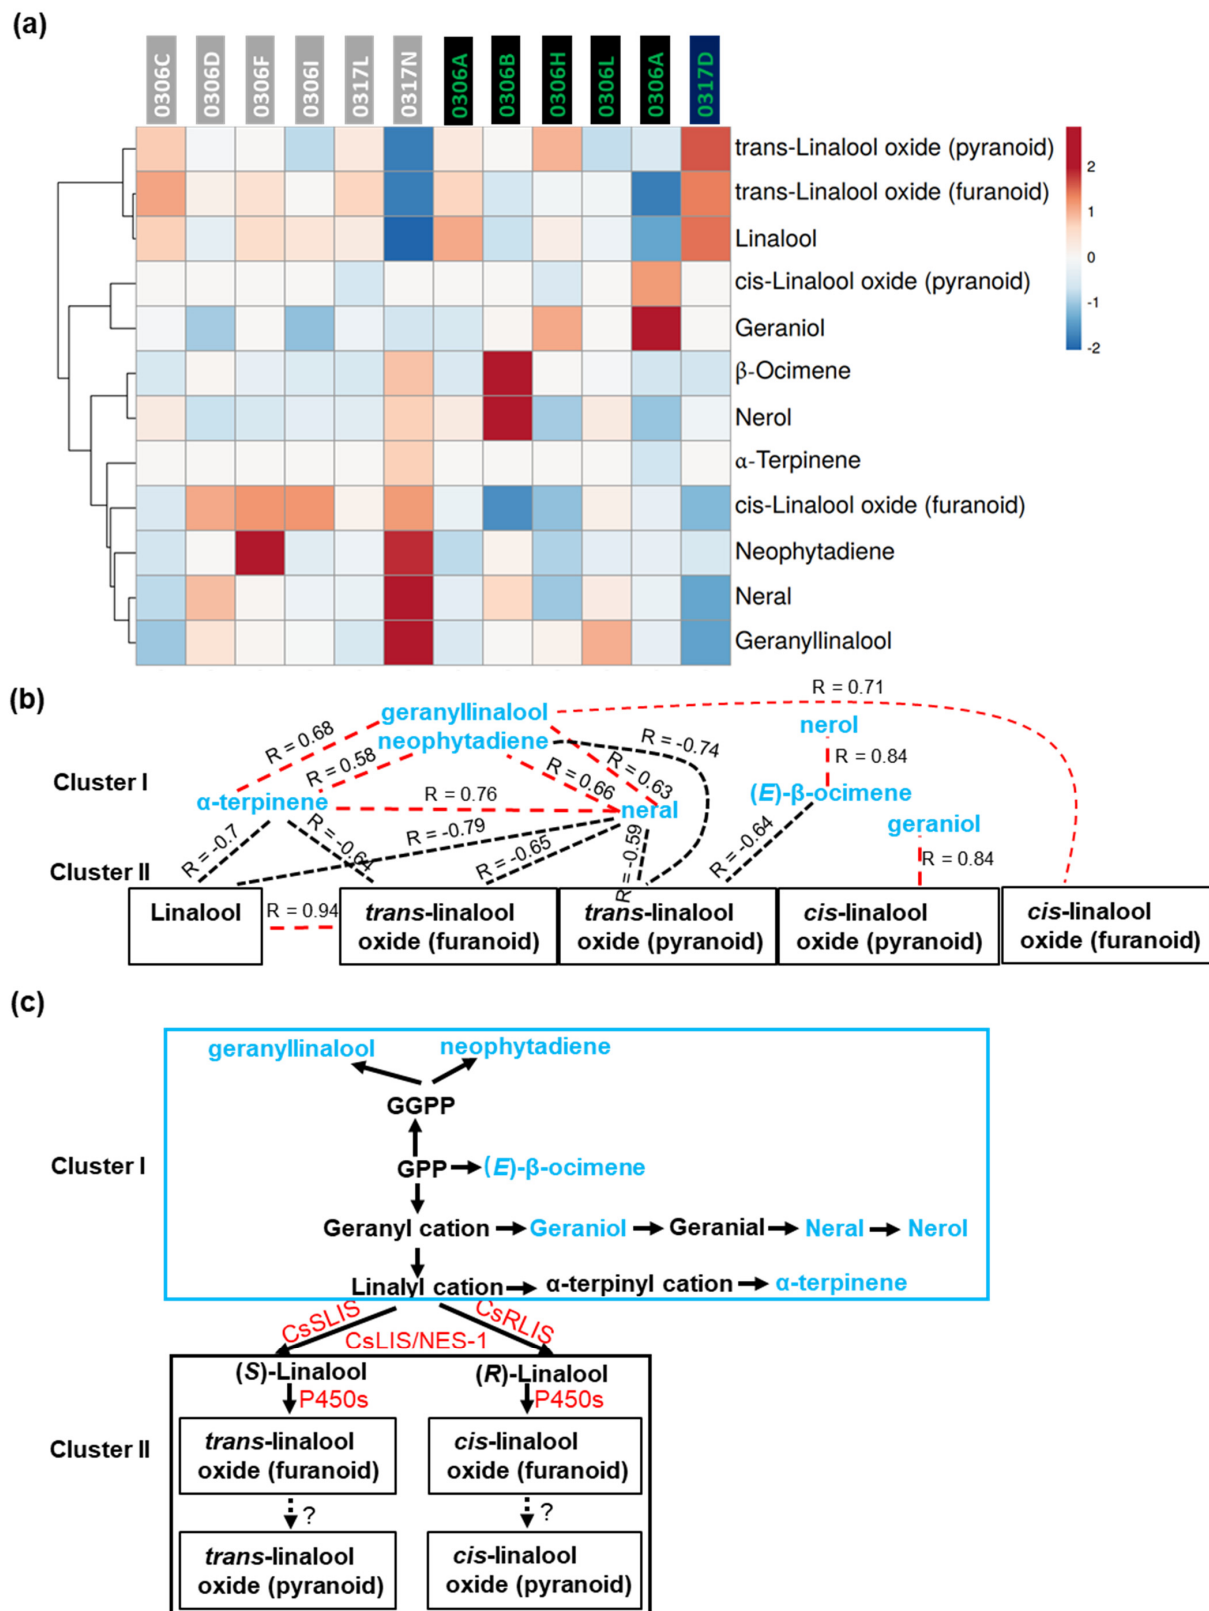 (a)
0306C 0306D 0306F 0306I 0317L 0317N 0306A 0306B 0306H 0306L 0306A 0317D
trans-Linalool oxide (pyranoid)
trans-Linalool oxide (furanoid)
Linalool
cis-Linalool oxide (pyranoid)
Geraniol
β-Ocimene
Nerol
α-Terpinene
cis-Linalool oxide (furanoid)
Neophytadiene
Neral
Geranyllinalool
2
1
0
-1
-2
(b)
R = 0.71
geranyllinalool
nerol
neophytadiene
R = 0.68
R = -0.74
R = 0.84
R = 0.58
R = 0.63
R = 0.66
Cluster I
α-terpinene
R = 0.76
neral
(E)-β-ocimene
geraniol
R = -0.7
R = -0.64
R = -0.79
R = -0.65
R = -0.59
R = -0.64
R = 0.84
Cluster II
Linalool
R = 0.94
trans-linalool
oxide (furanoid)
trans-linalool
oxide (pyranoid)
cis-linalool
oxide (pyranoid)
cis-linalool
oxide (furanoid)
(c)
geranyllinalool
neophytadiene
GGPP
Cluster I
GPP
(E)-β-ocimene
Geranyl cation
Geraniol
Geranial
Neral
Nerol
Linalyl cation
α-terpinyl cation
α-terpinene
CsSLIS
CsRLIS
CsLIS/NES-1
(S)-Linalool
(R)-Linalool
P450s
P450s
Cluster II
trans-linalool
oxide (furanoid)
cis-linalool
oxide (furanoid)
?
?
trans-linalool
oxide (pyranoid)
cis-linalool
oxide (pyranoid)